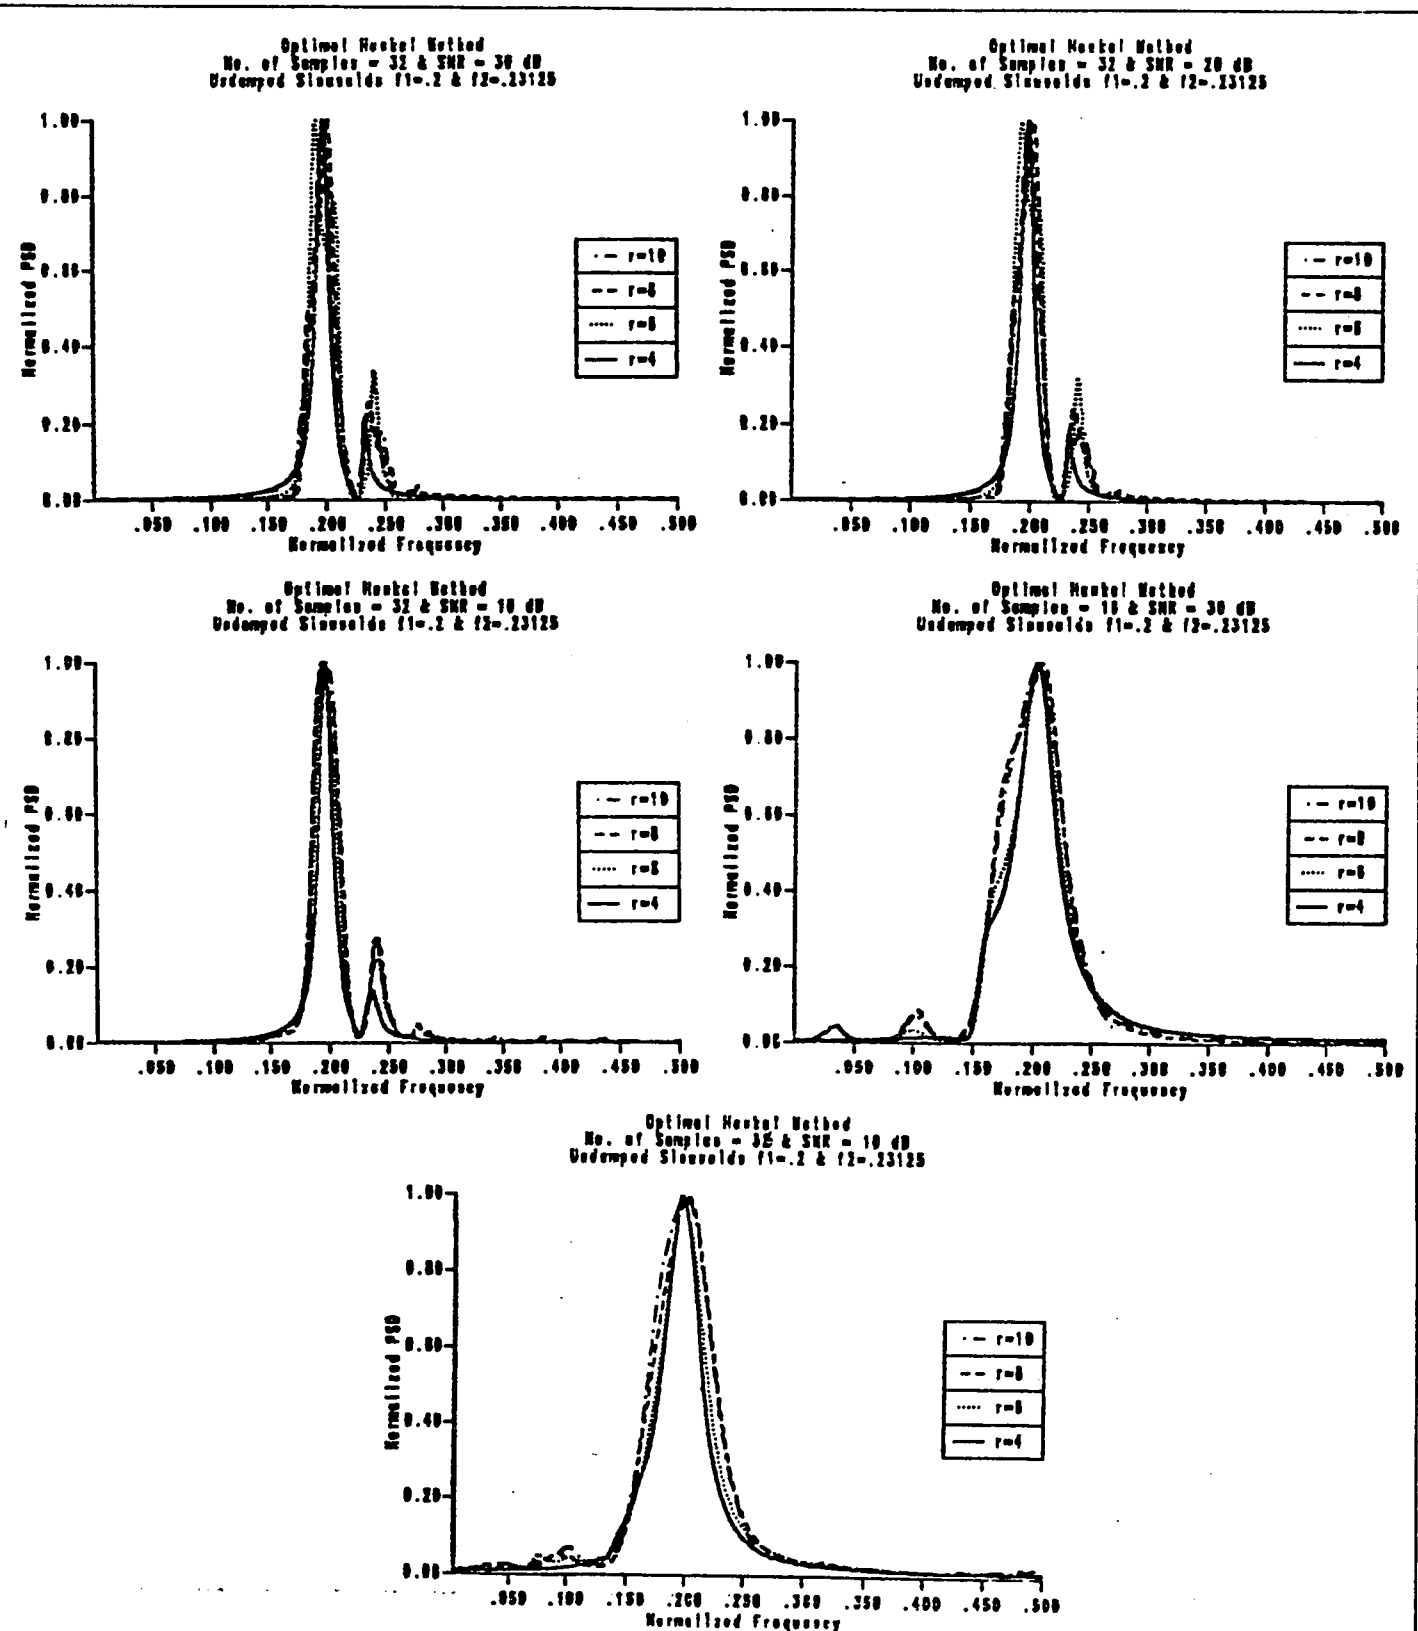 Optimal Hankel Method
No. of Samples = 32 & SNR = 30 dB
Undamped Sinusoids f1=.2 & f2=.23125
1.00
0.80
0.60
0.40
0.20
0.00
Normalized PSD
r=10
r=8
r=6
r=4
.050 .100 .150 .200 .250 .300 .350 .400 .450 .500
Normalized Frequency
Optimal Hankel Method
No. of Samples = 32 & SNR = 20 dB
Undamped Sinusoids f1=.2 & f2=.23125
1.00
0.80
0.60
0.40
0.20
0.00
Normalized PSD
r=10
r=8
r=6
r=4
.050 .100 .150 .200 .250 .300 .350 .400 .450 .500
Normalized Frequency
Optimal Hankel Method
No. of Samples = 32 & SNR = 10 dB
Undamped Sinusoids f1=.2 & f2=.23125
1.00
0.80
0.60
0.40
0.20
0.00
Normalized PSD
r=10
r=8
r=6
r=4
.050 .100 .150 .200 .250 .300 .350 .400 .450 .500
Normalized Frequency
Optimal Hankel Method
No. of Samples = 16 & SNR = 30 dB
Undamped Sinusoids f1=.2 & f2=.23125
1.00
0.80
0.60
0.40
0.20
0.00
Normalized PSD
r=10
r=8
r=6
r=4
.050 .100 .150 .200 .250 .300 .350 .400 .450 .500
Normalized Frequency
Optimal Hankel Method
No. of Samples = & SNR = 10 dB
Undamped Sinusoids f1=.2 & f2=.23125
1.00
0.80
0.60
0.40
0.20
0.00
Normalized PSD
r=10
r=8
r=6
r=4
.050 .100 .150 .200 .250 .300 .350 .400 .450 .500
Normalized Frequency